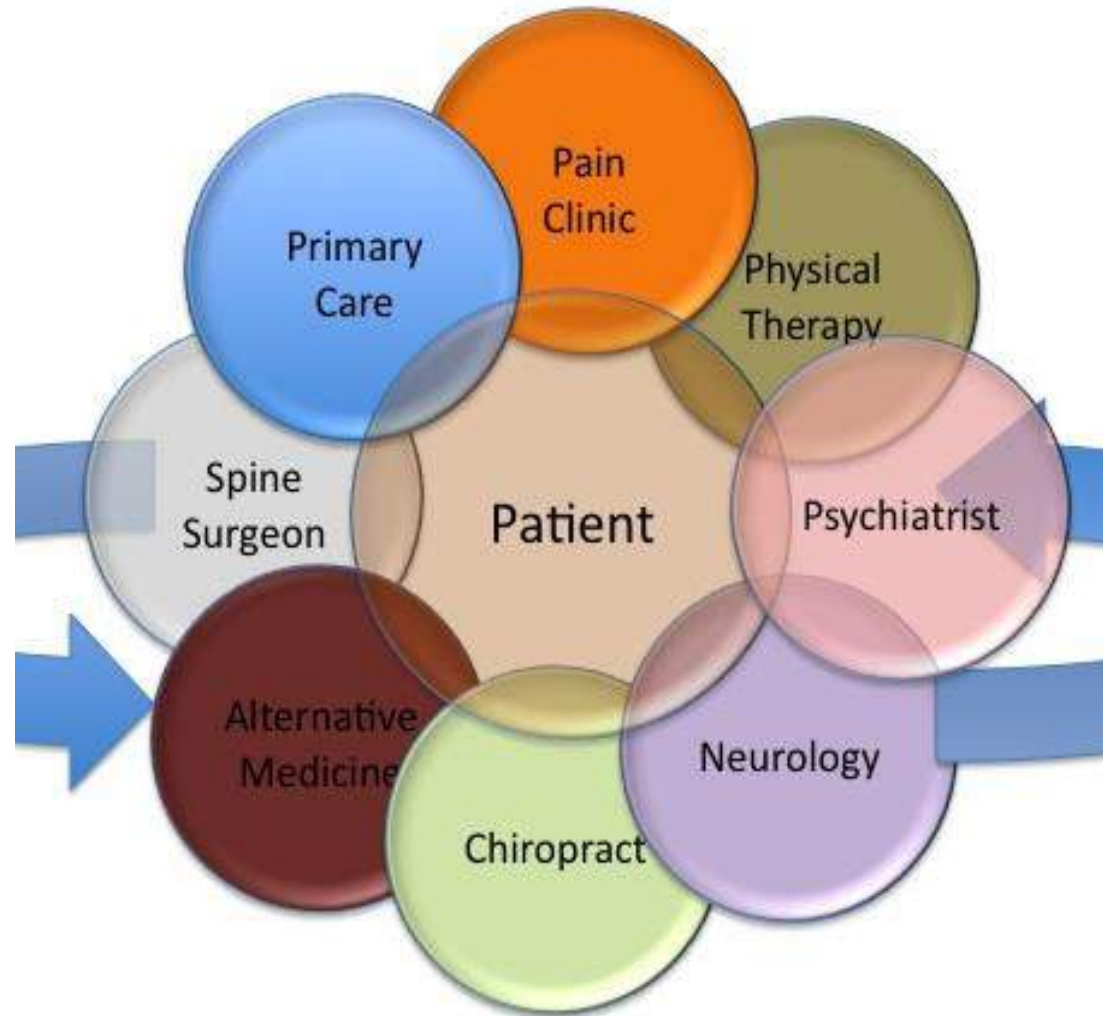 Pain
Clinic
Primary
Care
Physical
Therapy
Spine
Surgeon
Patient
Psychiatrist
Alternative
Medicine
Neurology
Chiropract